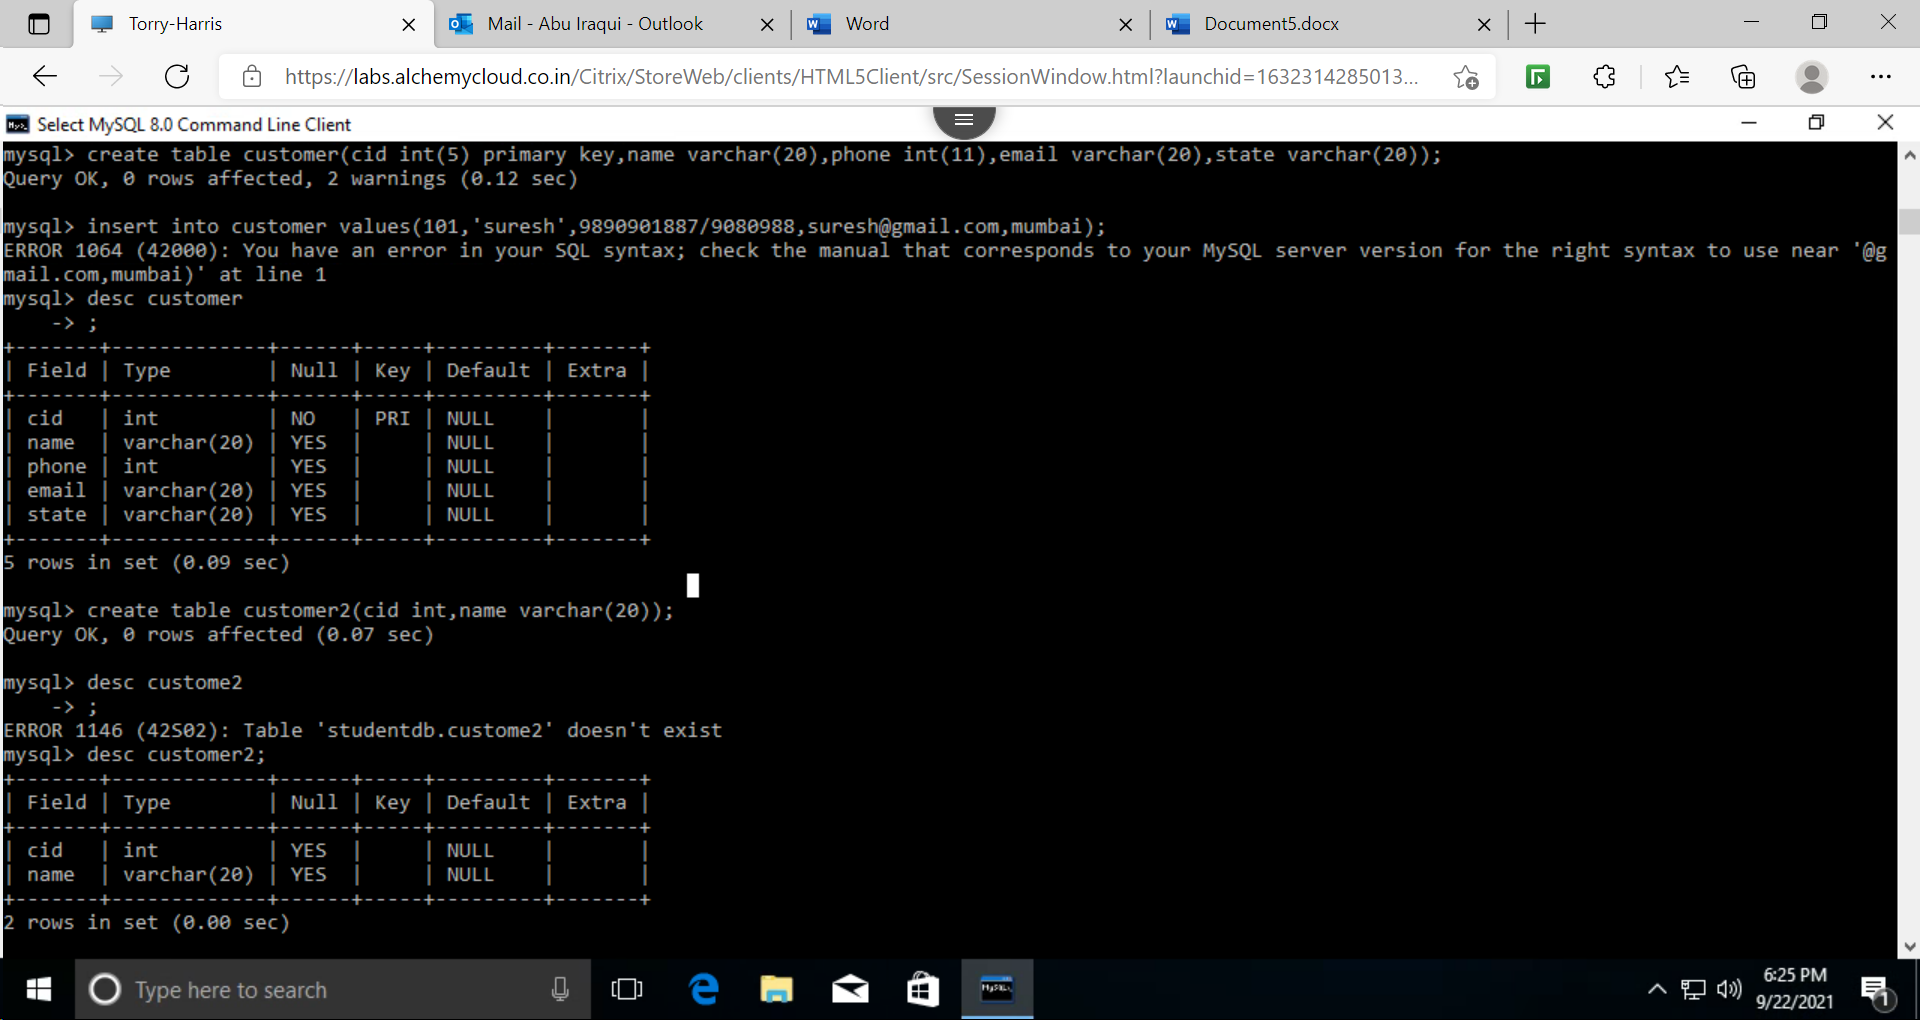 Torry-Harris
Mail - Abu Iraqui - Outlook
Word
Document5.docx
https://labs.alchemycloud.co.in/Citrix/StoreWeb/clients/HTML5Client/src/SessionWindow.html?launchid=1632314285013...
Select MySQL 8.0 Command Line Client
mysql> create table customer(cid int(5) primary key,name varchar(20),phone int(11),email varchar(20),state varchar(20));
Query OK, 0 rows affected, 2 warnings (0.12 sec)
mysql> insert into customer values(101,'suresh',9890901887/9080988,suresh@gmail.com,mumbai);
ERROR 1064 (42000): You have an error in your SQL syntax; check the manual that corresponds to your MySQL server version for the right syntax to use near '@g
mail.com,mumbai)' at line 1
mysql> desc customer
    -> ;
+-------+-------------+------+-----+---------+-------+
| Field | Type        | Null | Key | Default | Extra |
+-------+-------------+------+-----+---------+-------+
| cid   | int         | NO   | PRI | NULL    |       |
| name  | varchar(20) | YES  |     | NULL    |       |
| phone | int         | YES  |     | NULL    |       |
| email | varchar(20) | YES  |     | NULL    |       |
| state | varchar(20) | YES  |     | NULL    |       |
+-------+-------------+------+-----+---------+-------+
5 rows in set (0.09 sec)
mysql> create table customer2(cid int,name varchar(20));
Query OK, 0 rows affected (0.07 sec)
mysql> desc custome2
    -> ;
ERROR 1146 (42S02): Table 'studentdb.custome2' doesn't exist
mysql> desc customer2;
+-------+-------------+------+-----+---------+-------+
| Field | Type        | Null | Key | Default | Extra |
+-------+-------------+------+-----+---------+-------+
| cid   | int         | YES  |     | NULL    |       |
| name  | varchar(20) | YES  |     | NULL    |       |
+-------+-------------+------+-----+---------+-------+
2 rows in set (0.00 sec)
Type here to search
6:25 PM
9/22/2021
1